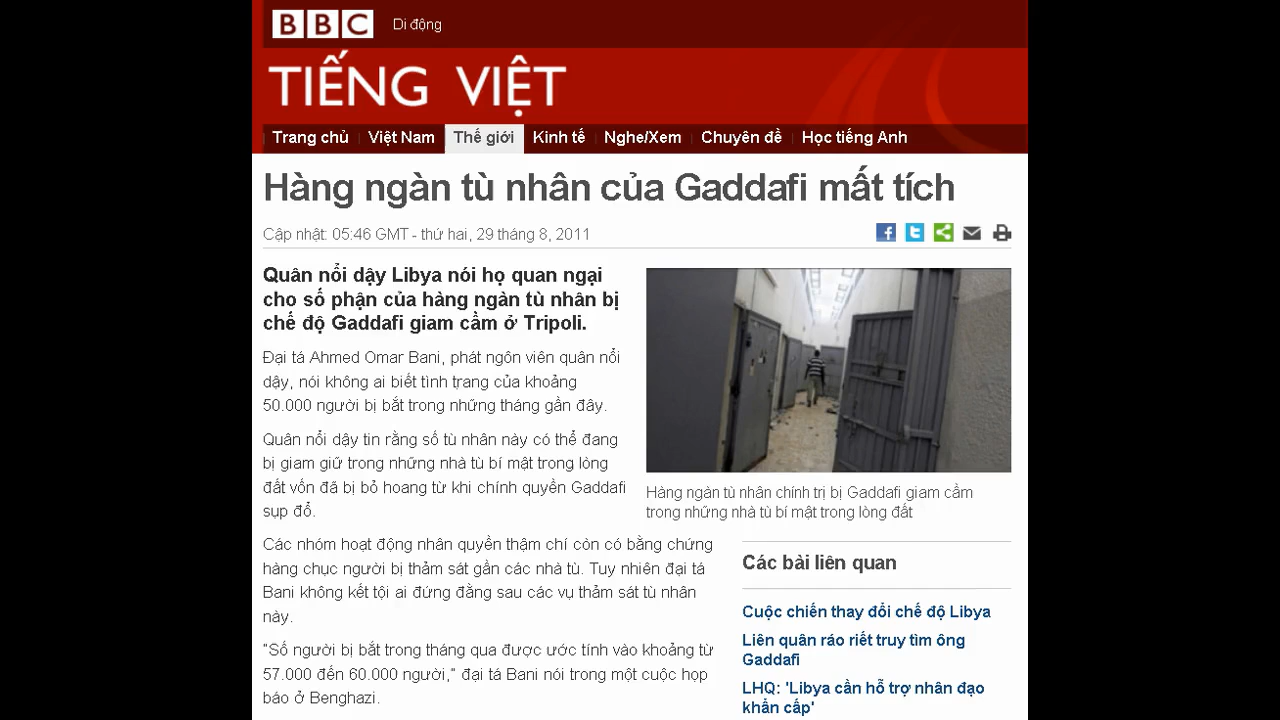 BBC Di động
TIẾNG VIỆT
Trang chủ Việt Nam Thế giới Kinh tế Nghe/Xem Chuyên đề Học tiếng Anh
Hàng ngàn tù nhân của Gaddafi mất tích
Cập nhật: 05:46 GMT - thứ hai, 29 tháng 8, 2011
Quân nổi dậy Libya nói họ quan ngại
cho số phận của hàng ngàn tù nhân bị
chế độ Gaddafi giam cầm ở Tripoli.
Đại tá Ahmed Omar Bani, phát ngôn viên quân nổi
dậy, nói không ai biết tình trạng của khoảng
50.000 người bị bắt trong những tháng gần đây.
Quân nổi dậy tin rằng số tù nhân này có thể đang
bị giam giữ trong những nhà tù bí mật trong lòng
đất vốn đã bị bỏ hoang từ khi chính quyền Gaddafi
sụp đổ.
Các nhóm hoạt động nhân quyền thậm chí còn có bằng chứng
hàng chục người bị thảm sát gần các nhà tù. Tuy nhiên đại tá
Bani không kết tội ai đứng đằng sau các vụ thảm sát tù nhân
này.
"Số người bị bắt trong tháng qua được ước tính vào khoảng từ
57.000 đến 60.000 người," đại tá Bani nói trong một cuộc họp
báo ở Benghazi.
Hàng ngàn tù nhân chính trị bị Gaddafi giam cầm
trong những nhà tù bí mật trong lòng đất
Các bài liên quan
Cuộc chiến thay đổi chế độ Libya
Liên quân ráo riết truy tìm ông
Gaddafi
LHQ: 'Libya cần hỗ trợ nhân đạo
khẩn cấp'